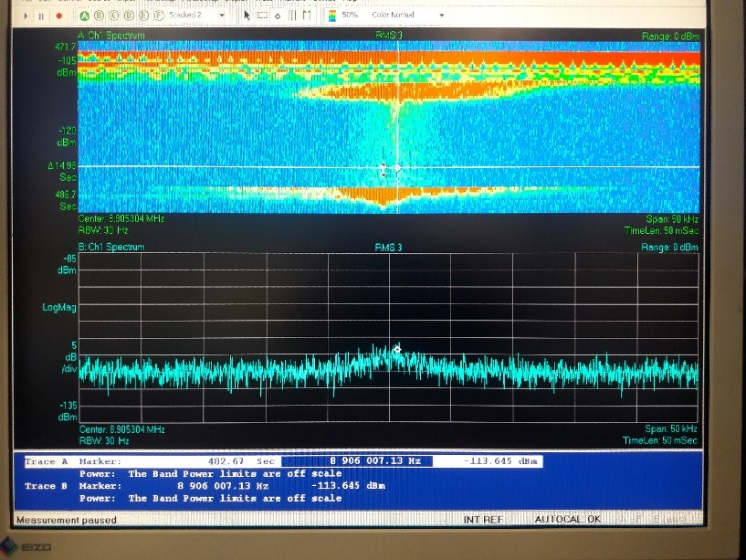 Stacked 2
50%
Color Normal
A: Ch1 Spectrum
RMS:3
Range: 0 dBm
471.7
-105
dBm
-120
dBm
Δ14.98
Sec
486.7
Sec
Center: 8.905304 MHz
Span: 50 kHz
RBW: 30 Hz
TimeLen: 50 mSec
B: Ch1 Spectrum
RMS:3
Range: 0 dBm
-85
dBm
LogMag
5
dB
/div
-135
dBm
Center: 8.905304 MHz
Span: 50 kHz
RBW: 30 Hz
TimeLen: 50 mSec
Trace A Marker: 482.67 Sec 8 906 007.13 Hz -113.645 dBm
Power: The Band Power limits are off scale
Trace B Marker: 8 906 007.13 Hz -113.645 dBm
Power: The Band Power limits are off scale
Measurement paused
INT REF
AUTOCAL OK
EIZO